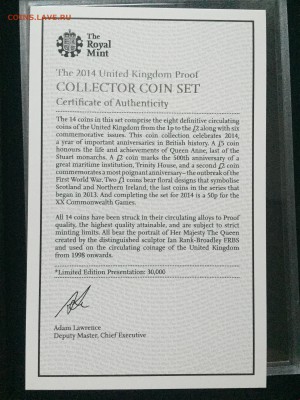 COINS.LAVE.RU
The
Royal
Mint
The 2014 United Kingdom Proof
COLLECTOR COIN SET
Certificate of Authenticity
The 14 coins in this set comprise the eight definitive circulating
coins of the United Kingdom from the 1p to the £2 along with six
commemorative issues. This coin collection celebrates 2014,
a year of important anniversaries in British history. A £5 coin
honours the life and achievements of Queen Anne, last of the
Stuart monarchs. A £2 coin marks the 500th anniversary of a
great maritime institution, Trinity House, and a second £2 coin
commemorates a most poignant anniversary – the outbreak of the
First World War. Two £1 coins bear floral designs that symbolise
Scotland and Northern Ireland, the last coins in the series that
began in 2013. And completing the set for 2014 is a 50p for the
XX Commonwealth Games.
All 14 coins have been struck in their circulating alloys to Proof
quality, the highest quality attainable, and are subject to strict
minting limits. All bear the portrait of Her Majesty The Queen
created by the distinguished sculptor Ian Rank-Broadley FRBS
and used on the circulating coinage of the United Kingdom
from 1998 onwards.
*Limited Edition Presentation: 30,000
Adam Lawrence
Deputy Master, Chief Executive